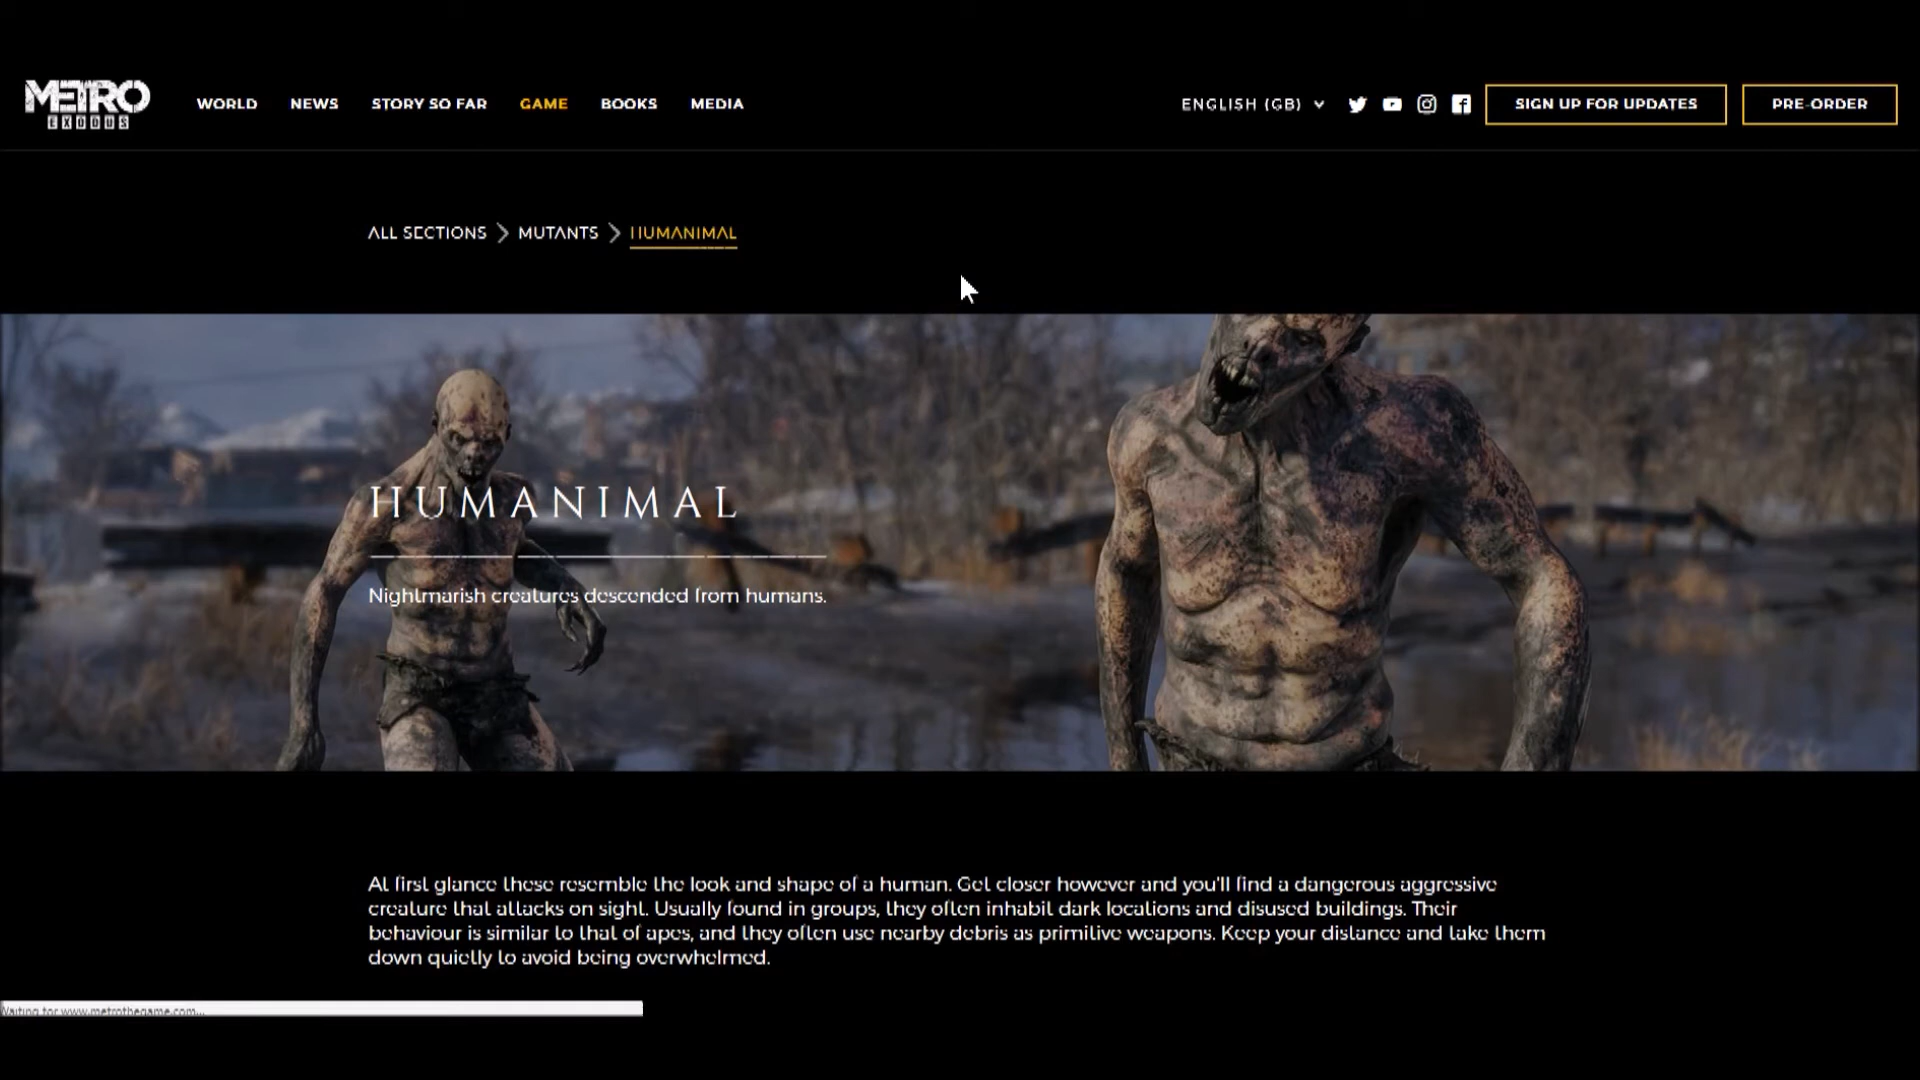 METRO
EXODUS
WORLD NEWS STORY SO FAR GAME BOOKS MEDIA
ENGLISH (GB) SIGN UP FOR UPDATES PRE-ORDER
ALL SECTIONS MUTANTS HUMANIMAL
HUMANIMAL
Nightmarish creatures descended from humans.
At first glance these resemble the look and shape of a human. Get closer however and you'll find a dangerous aggressive
creature that attacks on sight. Usually found in groups, they often inhabit dark locations and disused buildings. Their
behaviour is similar to that of apes, and they often use nearby debris as primitive weapons. Keep your distance and take them
down quietly to avoid being overwhelmed.
Waiting for www.metrothegame.com...